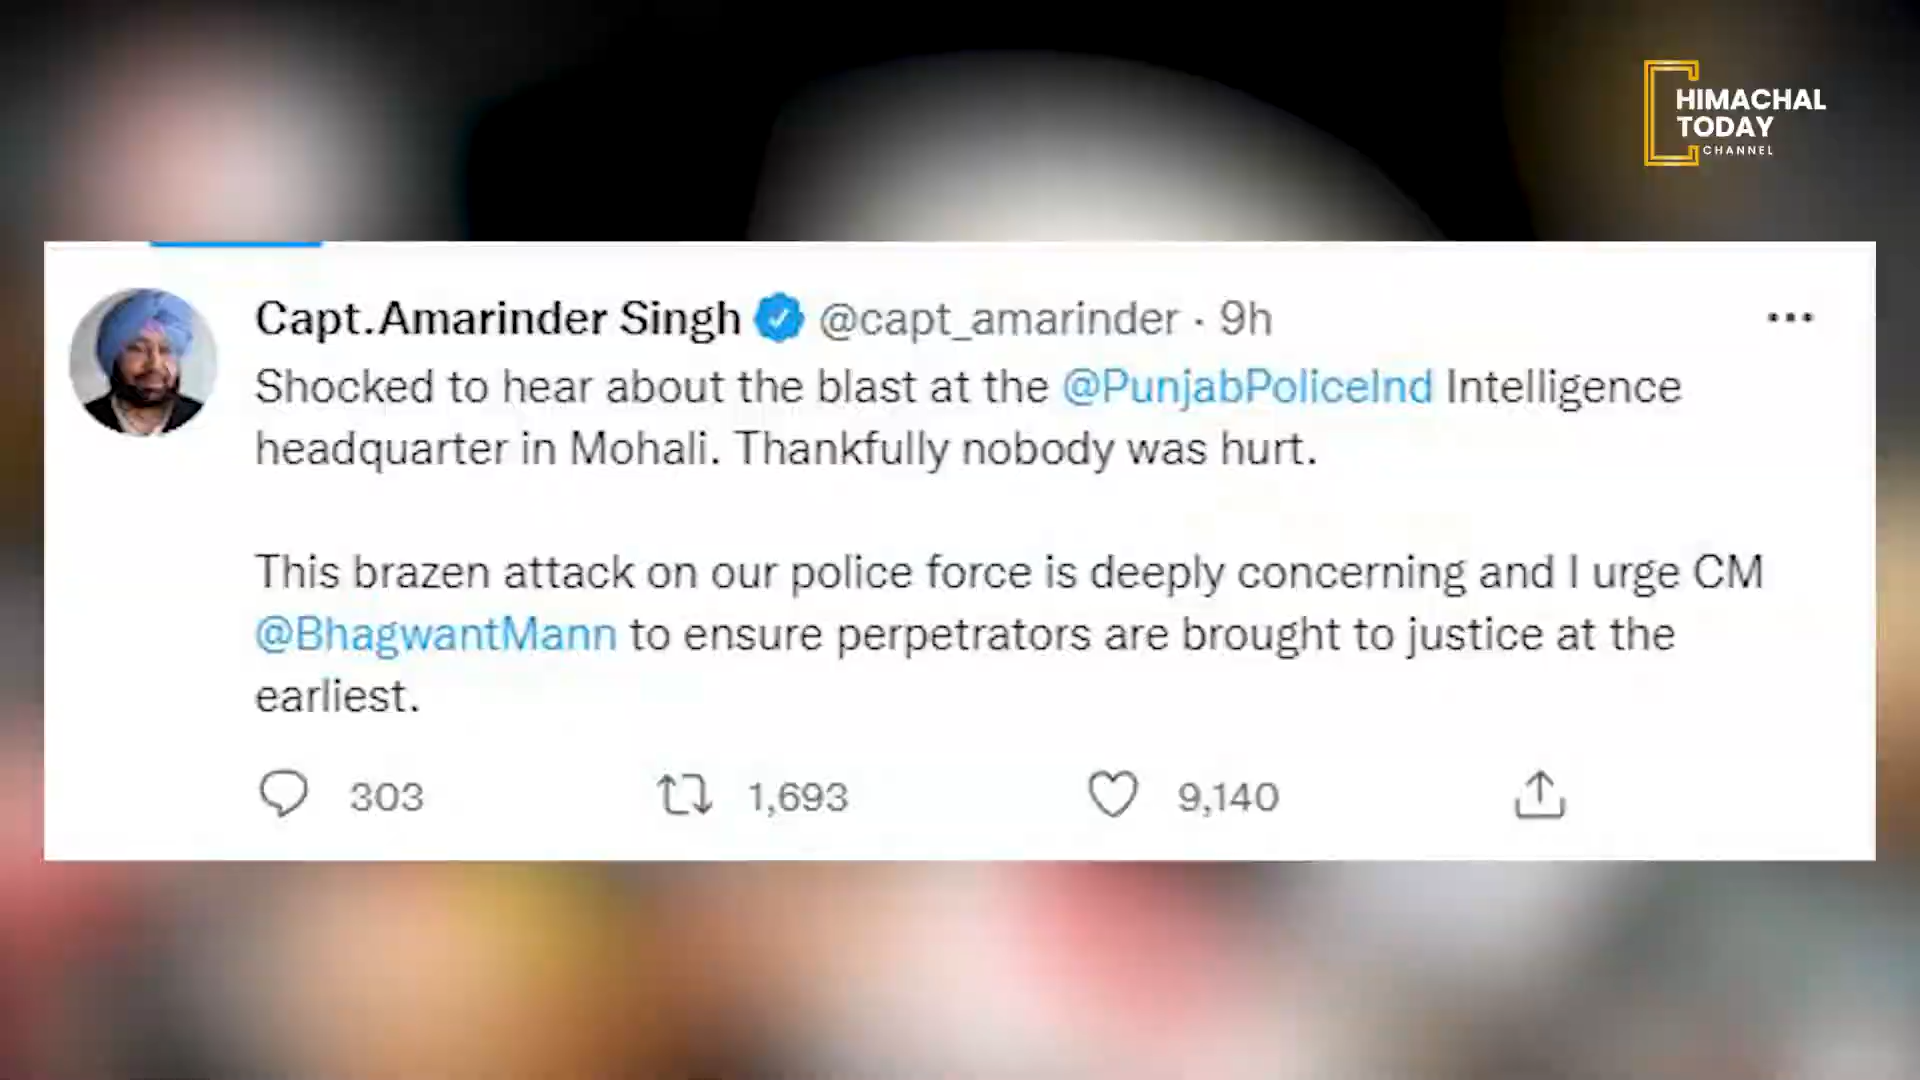 HIMACHAL
TODAY
CHANNEL
Capt.Amarinder Singh @capt_amarinder · 9h
Shocked to hear about the blast at the @PunjabPoliceInd Intelligence
headquarter in Mohali. Thankfully nobody was hurt.
This brazen attack on our police force is deeply concerning and I urge CM
@BhagwantMann to ensure perpetrators are brought to justice at the
earliest.
303 1,693 9,140